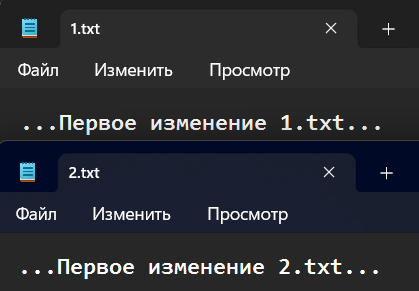 1.txt
Файл Изменить Просмотр
...Первое изменение 1.txt...
2.txt
Файл Изменить Просмотр
...Первое изменение 2.txt...